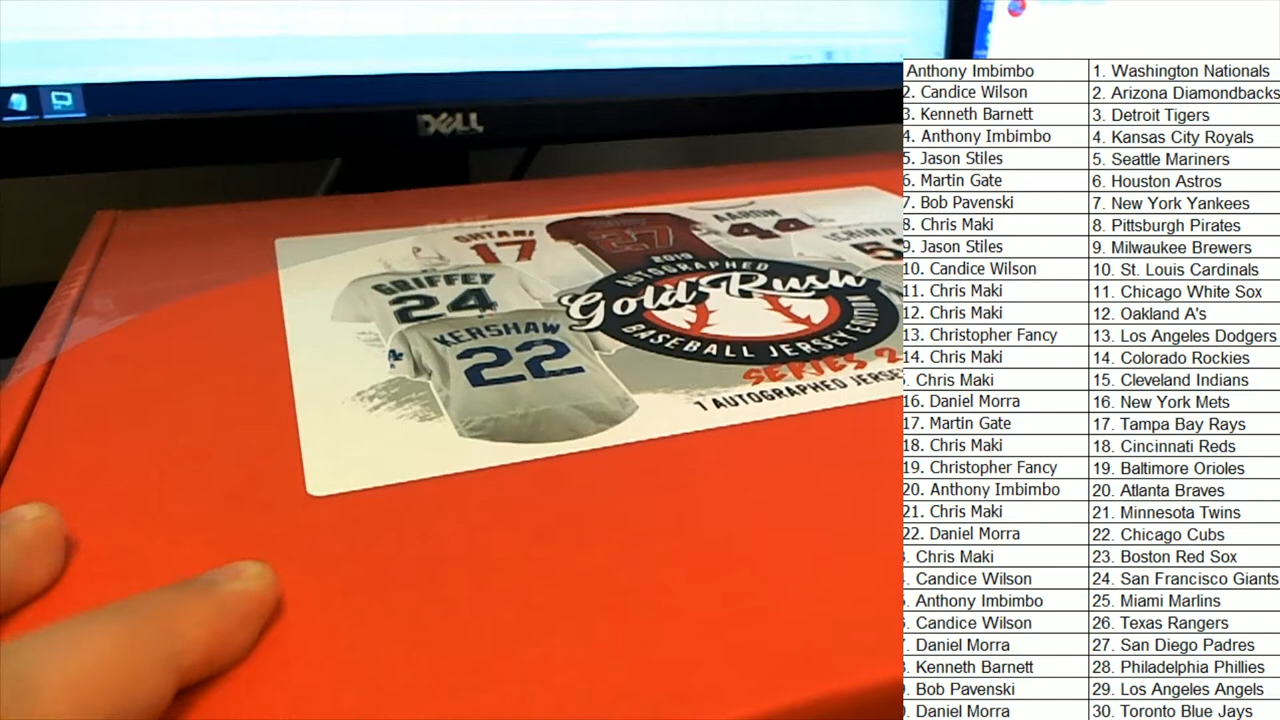 DELL
OHTANI
17
27
AARON
44
ICHIRO
51
GRIFFEY
24
KERSHAW
22
2019
AUTOGRAPHED
Gold Rush
BASEBALL JERSEY EDITION
SERIES 2
1 AUTOGRAPHED JERSEY
Anthony Imbimbo 1. Washington Nationals
2. Candice Wilson 2. Arizona Diamondbacks
3. Kenneth Barnett 3. Detroit Tigers
4. Anthony Imbimbo 4. Kansas City Royals
5. Jason Stiles 5. Seattle Mariners
6. Martin Gate 6. Houston Astros
7. Bob Pavenski 7. New York Yankees
8. Chris Maki 8. Pittsburgh Pirates
9. Jason Stiles 9. Milwaukee Brewers
10. Candice Wilson 10. St. Louis Cardinals
11. Chris Maki 11. Chicago White Sox
12. Chris Maki 12. Oakland A's
13. Christopher Fancy 13. Los Angeles Dodgers
14. Chris Maki 14. Colorado Rockies
. Chris Maki 15. Cleveland Indians
16. Daniel Morra 16. New York Mets
17. Martin Gate 17. Tampa Bay Rays
18. Chris Maki 18. Cincinnati Reds
19. Christopher Fancy 19. Baltimore Orioles
20. Anthony Imbimbo 20. Atlanta Braves
21. Chris Maki 21. Minnesota Twins
22. Daniel Morra 22. Chicago Cubs
. Chris Maki 23. Boston Red Sox
. Candice Wilson 24. San Francisco Giants
. Anthony Imbimbo 25. Miami Marlins
. Candice Wilson 26. Texas Rangers
. Daniel Morra 27. San Diego Padres
. Kenneth Barnett 28. Philadelphia Phillies
. Bob Pavenski 29. Los Angeles Angels
. Daniel Morra 30. Toronto Blue Jays